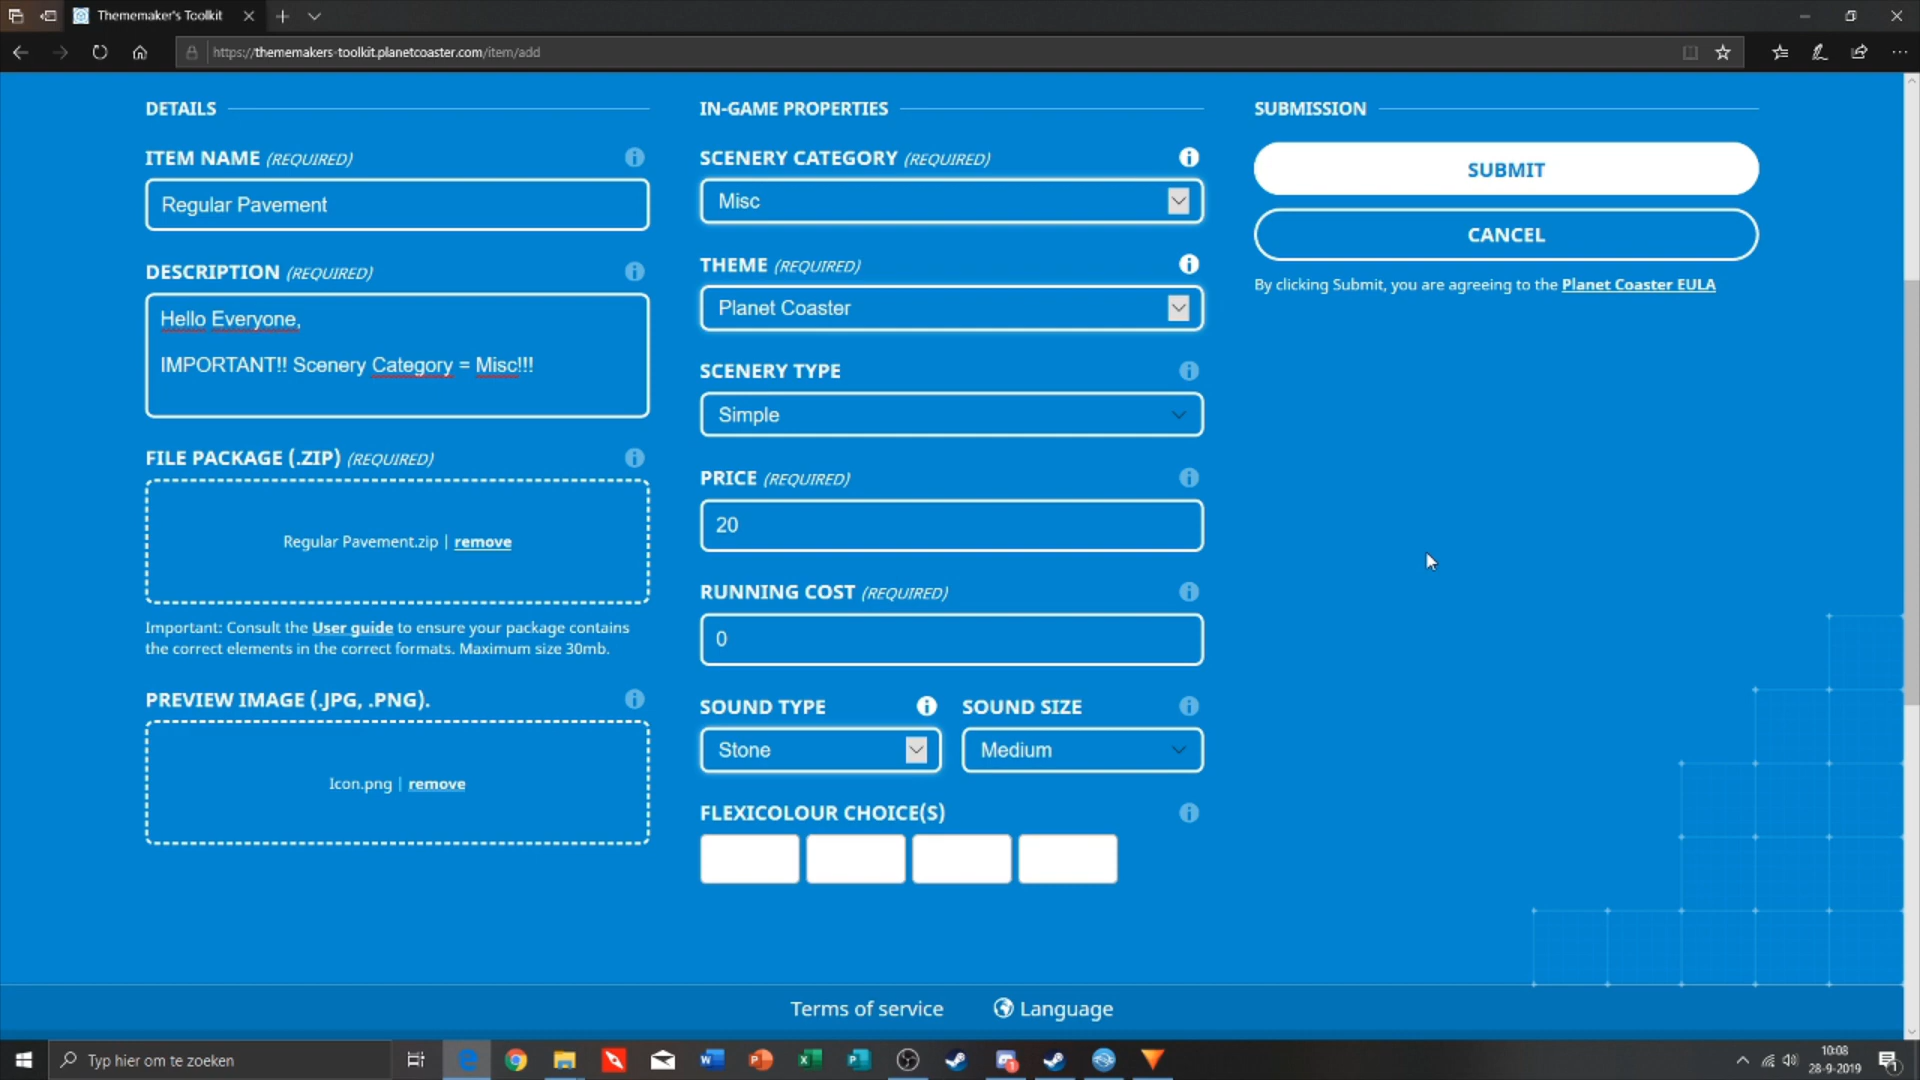 Thememaker's Toolkit
https://thememakers-toolkit.planetcoaster.com/item/add
DETAILS
ITEM NAME (REQUIRED)
Regular Pavement
DESCRIPTION (REQUIRED)
Hello Everyone,
IMPORTANT!! Scenery Category = Misc!!!
FILE PACKAGE (.ZIP) (REQUIRED)
Regular Pavement.zip | remove
Important: Consult the User guide to ensure your package contains
the correct elements in the correct formats. Maximum size 30mb.
PREVIEW IMAGE (.JPG, .PNG).
Icon.png | remove
IN-GAME PROPERTIES
SCENERY CATEGORY (REQUIRED)
Misc
THEME (REQUIRED)
Planet Coaster
SCENERY TYPE
Simple
PRICE (REQUIRED)
20
RUNNING COST (REQUIRED)
0
SOUND TYPE
Stone
SOUND SIZE
Medium
FLEXICOLOUR CHOICE(S)
SUBMISSION
SUBMIT
CANCEL
By clicking Submit, you are agreeing to the Planet Coaster EULA
Terms of service
Language
Typ hier om te zoeken
10:08
28-9-2019